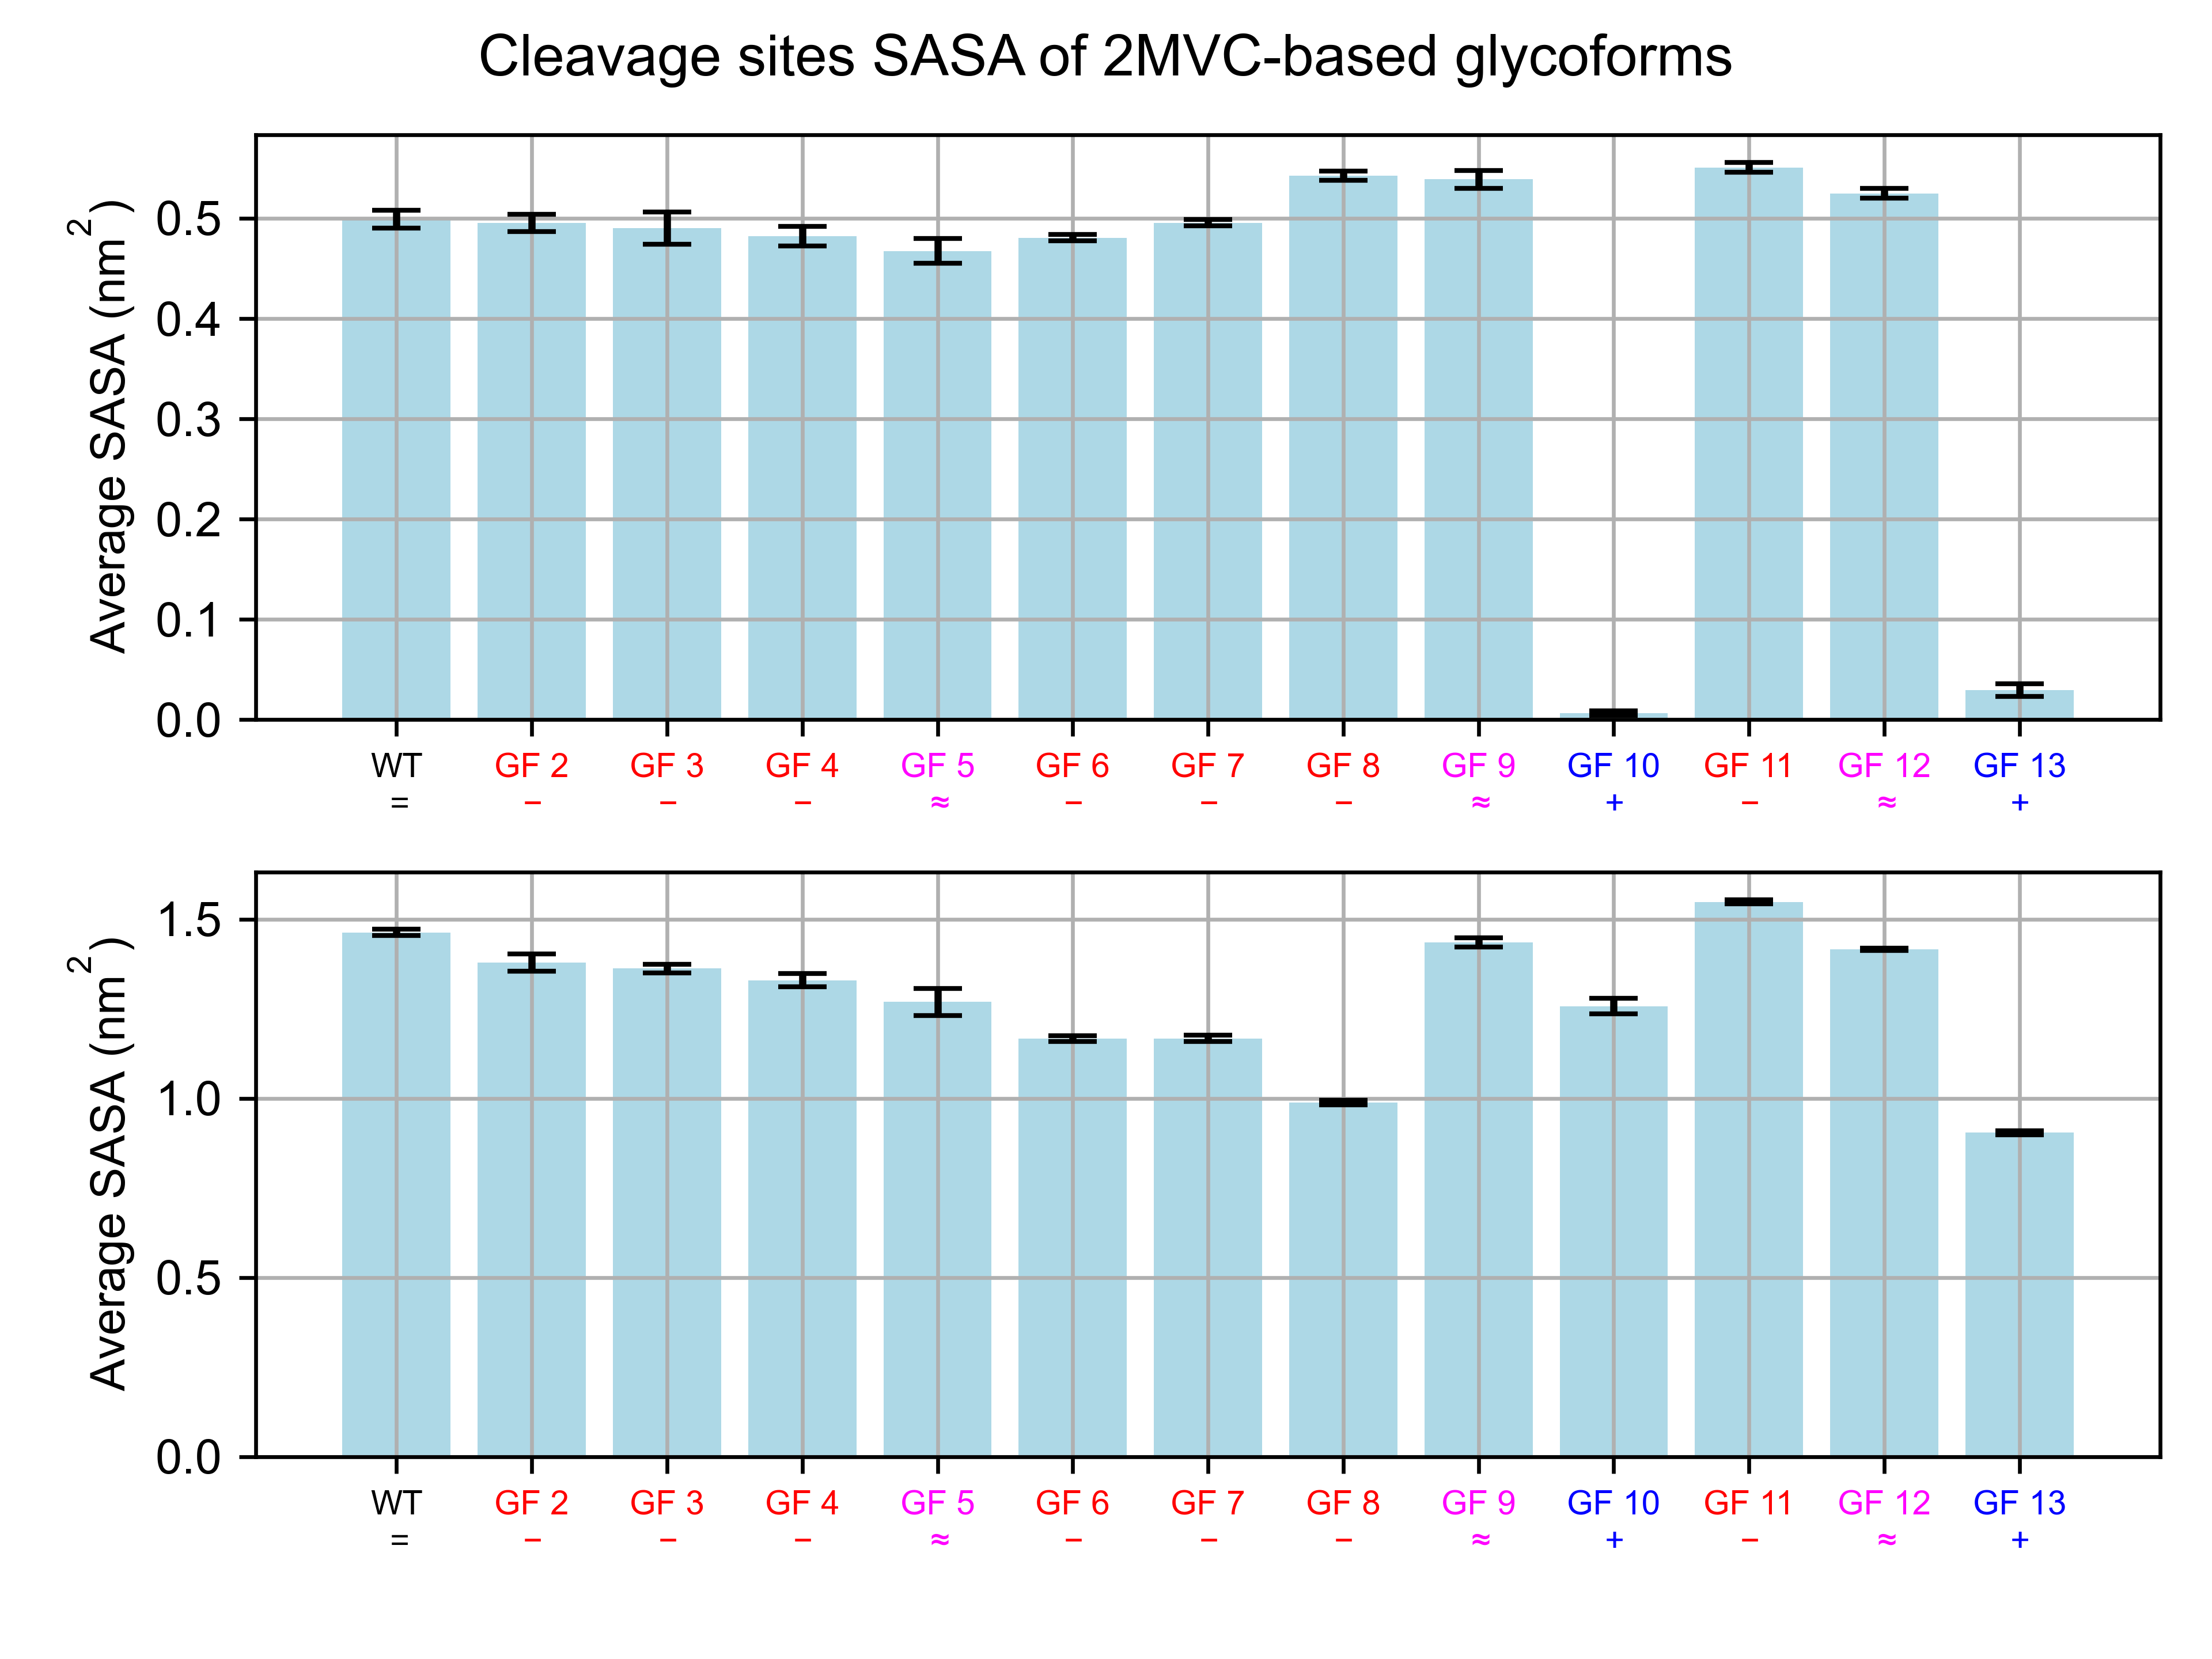 Cleavage sites SASA of 2MVC-based glycoforms
Average SASA (nm²)
0.5
0.4
0.3
0.2
0.1
0.0
WT GF 2 GF 3 GF 4 GF 5 GF 6 GF 7 GF 8 GF 9 GF 10 GF 11 GF 12 GF 13
= − − − ≈ − − − ≈ + − ≈ +
Average SASA (nm²)
1.5
1.0
0.5
0.0
WT GF 2 GF 3 GF 4 GF 5 GF 6 GF 7 GF 8 GF 9 GF 10 GF 11 GF 12 GF 13
= − − − ≈ − − − ≈ + − ≈ +